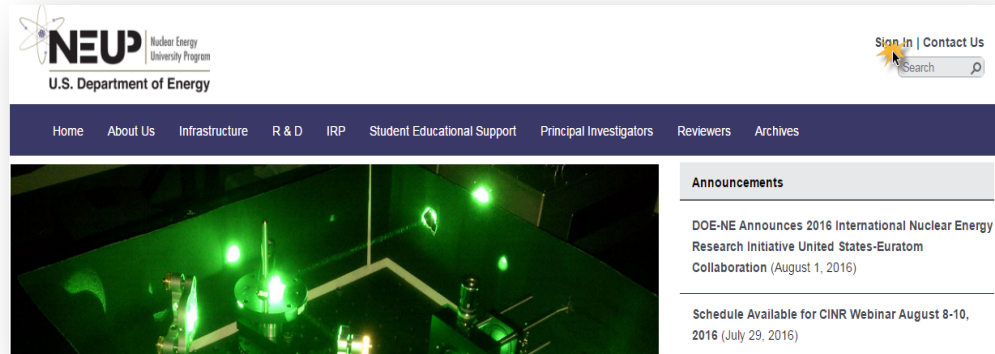 NEUP
Nuclear Energy
University Program
U.S. Department of Energy
Sign In | Contact Us
Search
Home About Us Infrastructure R & D IRP Student Educational Support Principal Investigators Reviewers Archives
Announcements
DOE-NE Announces 2016 International Nuclear Energy
Research Initiative United States-Euratom
Collaboration (August 1, 2016)
Schedule Available for CINR Webinar August 8-10,
2016 (July 29, 2016)